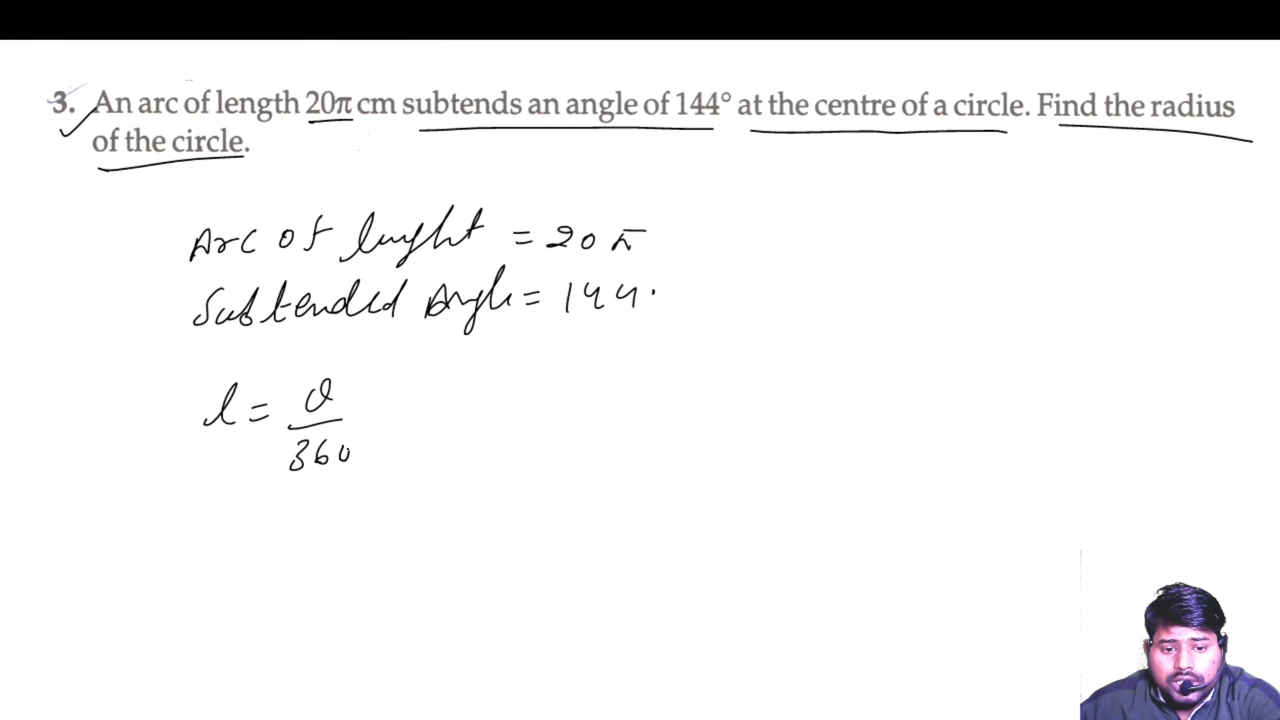 3. An arc of length 20π cm subtends an angle of 144° at the centre of a circle. Find the radius
of the circle.
Arc of lenght = 20 π
Subtended Angle = 144°
l = θ
360